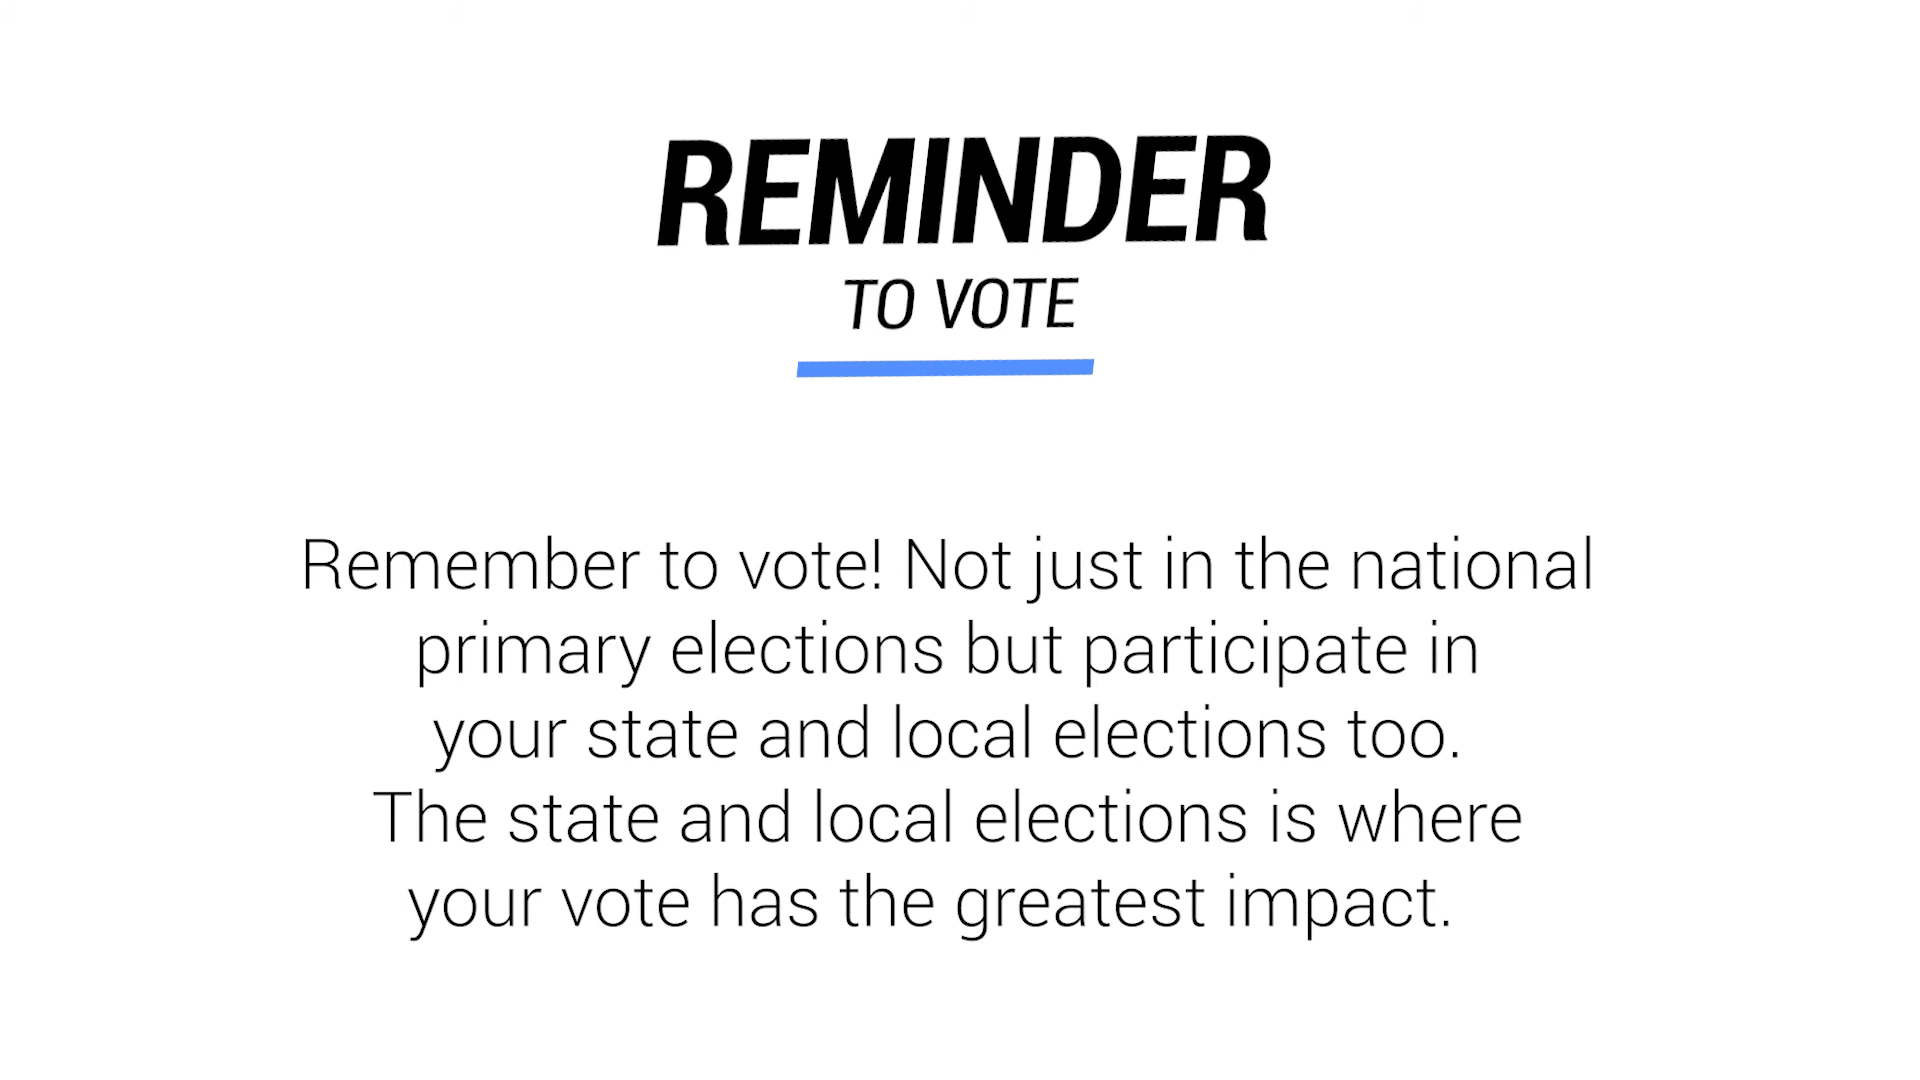 REMINDER
TO VOTE
Remember to vote! Not just in the national
primary elections but participate in
your state and local elections too.
The state and local elections is where
your vote has the greatest impact.